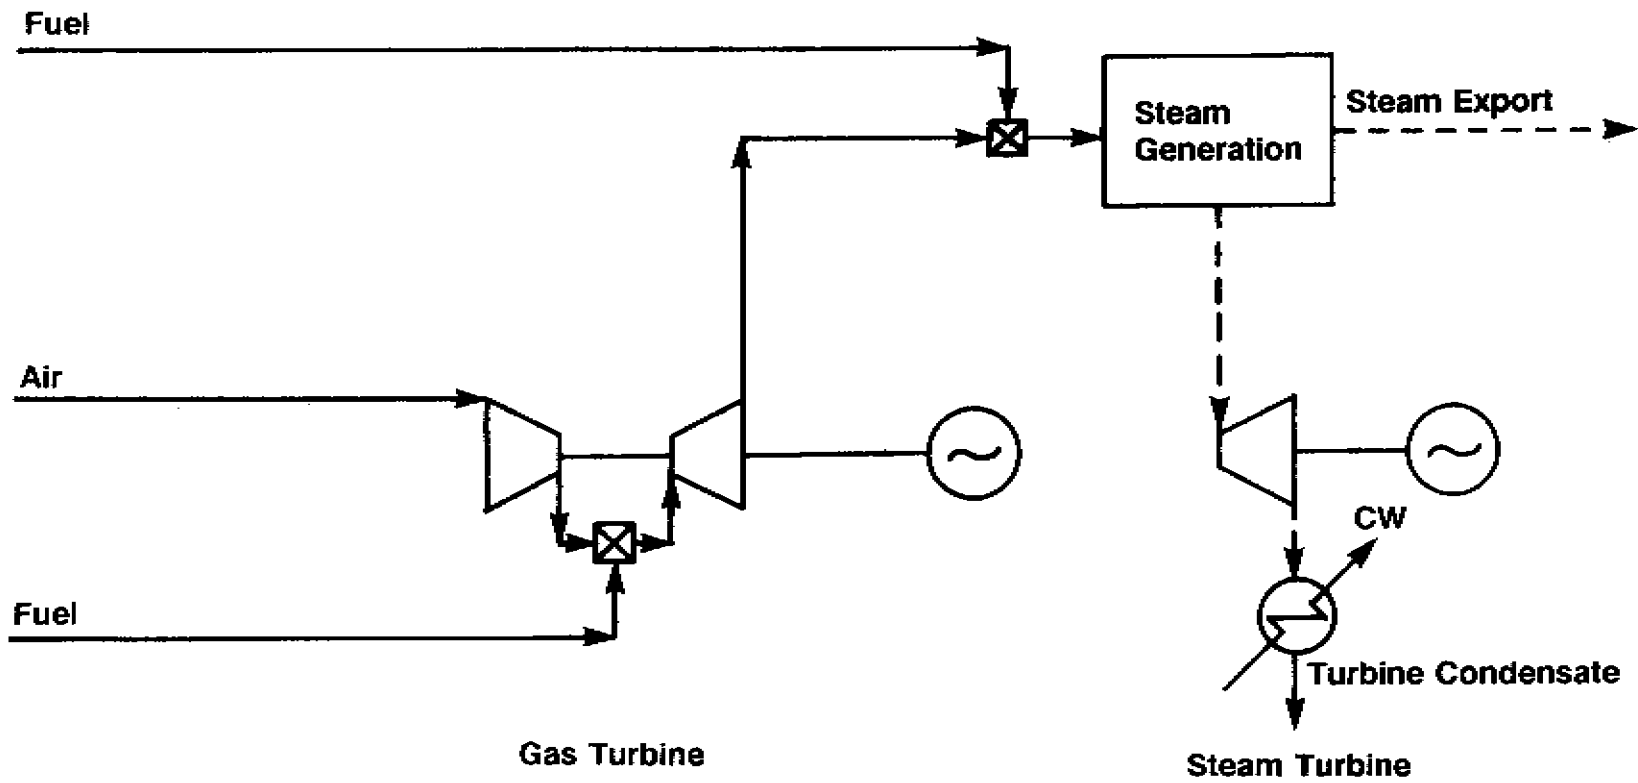 Fuel
Steam Export
Steam
Generation
Air
CW
Fuel
Turbine Condensate
Gas Turbine
Steam Turbine